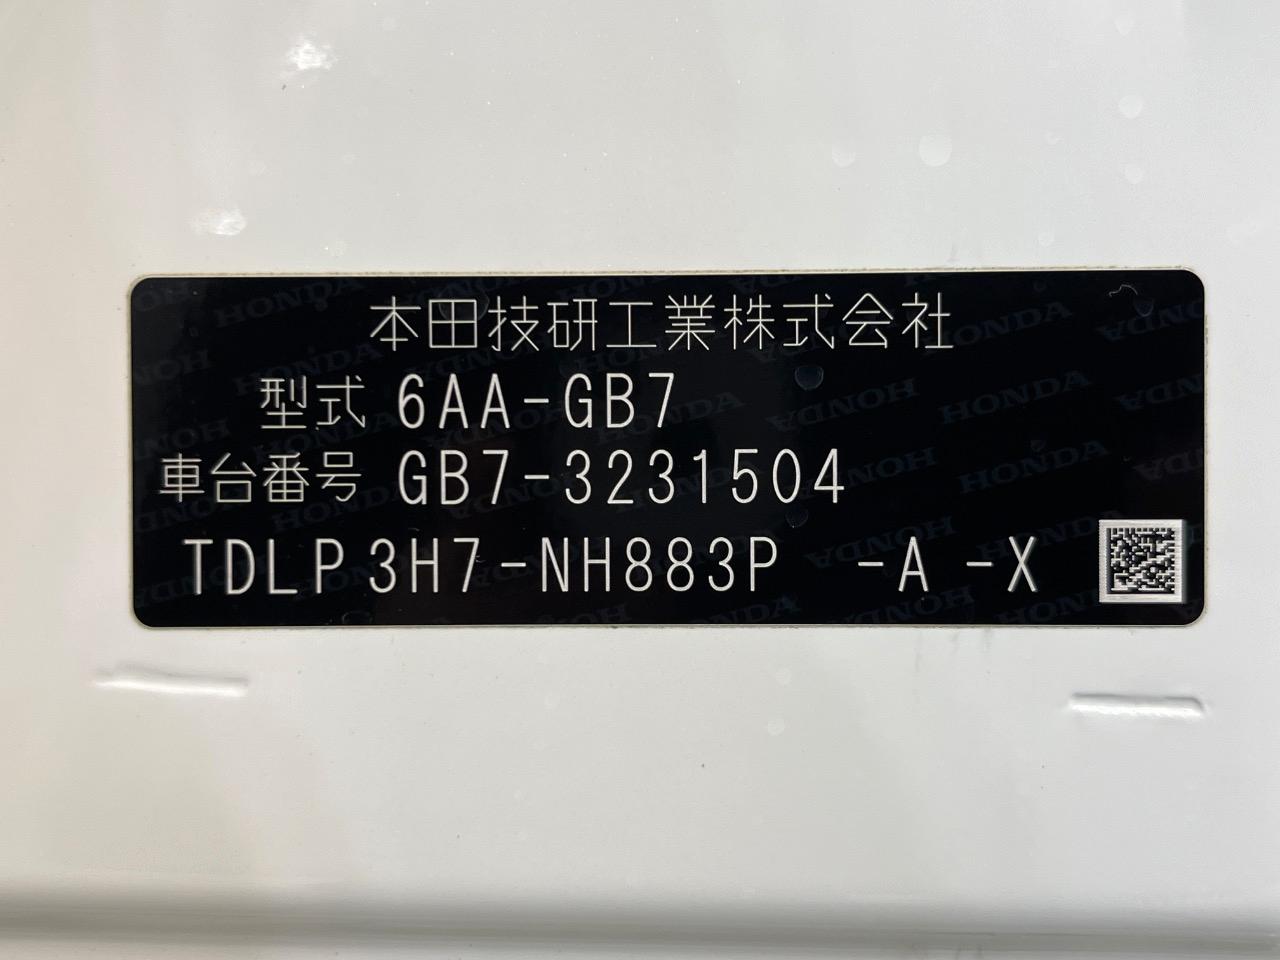 本田技研工業株式会社
型式 6AA-GB7
車台番号 GB7-3231504
TDLP3H7-NH883P -A -X